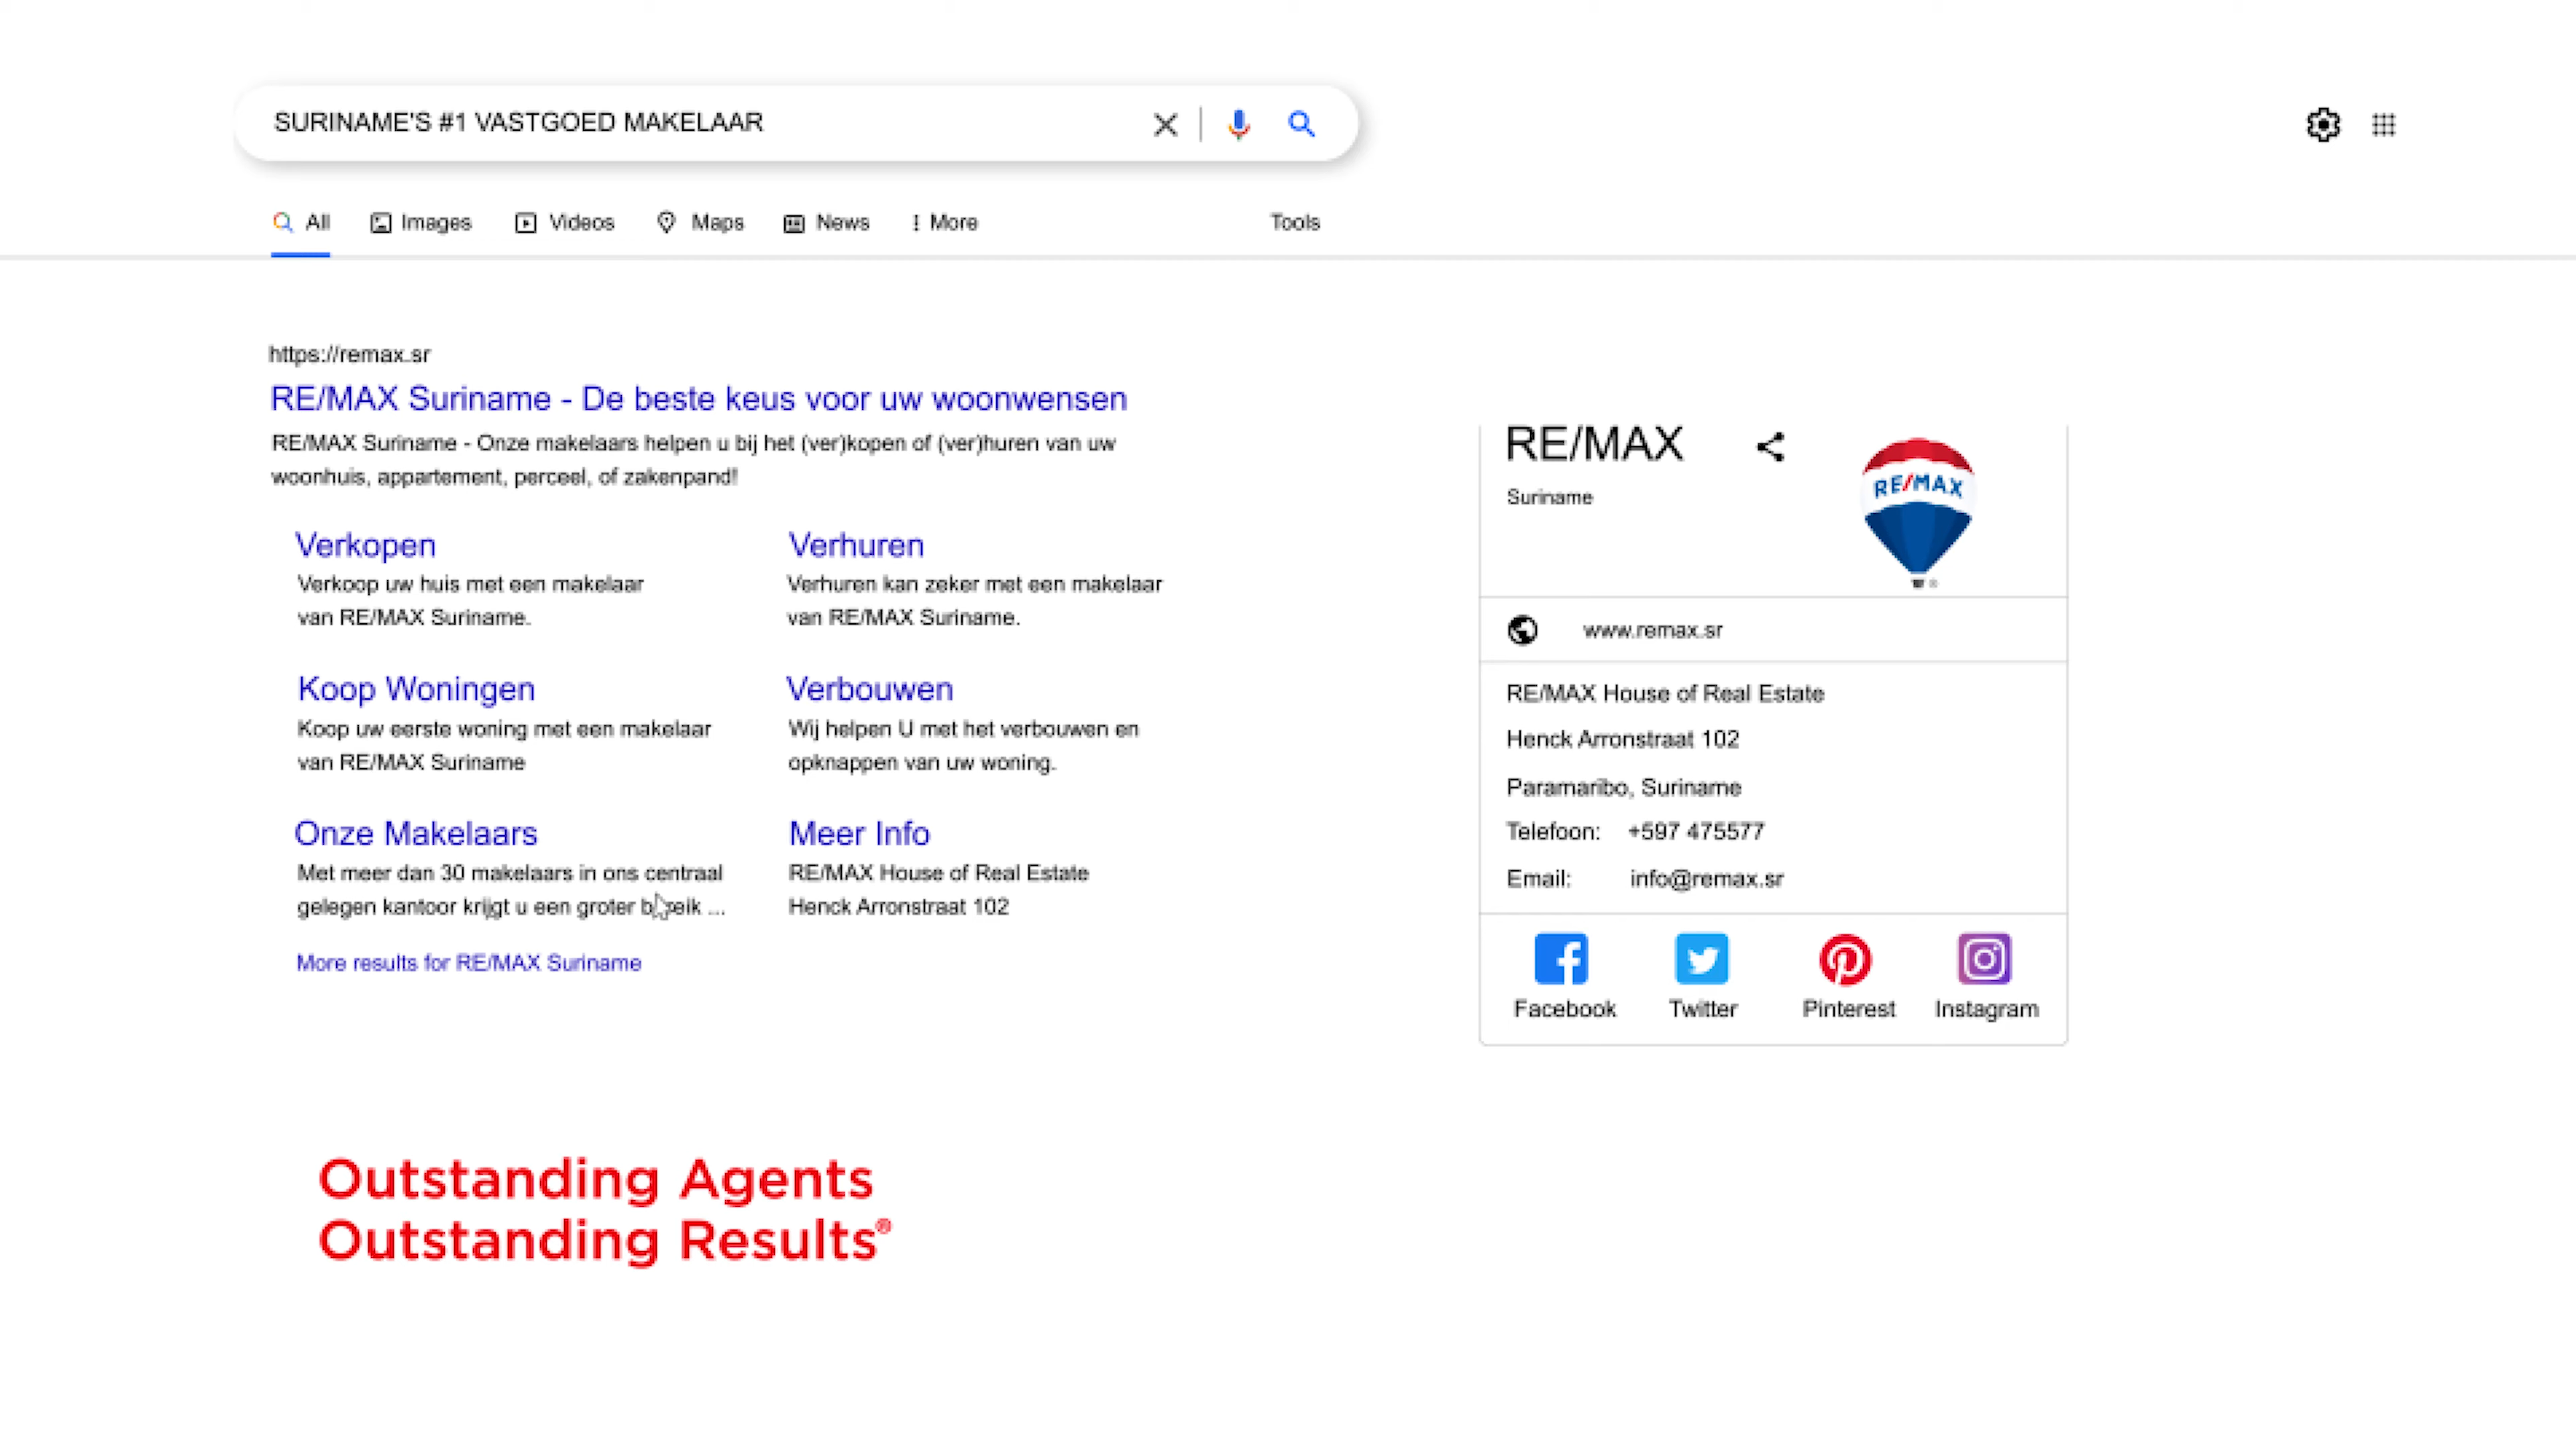 SURINAME'S #1 VASTGOED MAKELAAR
All Images Videos Maps News More Tools
https://remax.sr
RE/MAX Suriname - De beste keus voor uw woonwensen
RE/MAX Suriname - Onze makelaars helpen u bij het (ver)kopen of (ver)huren van uw
woonhuis, appartement, perceel, of zakenpand!
Verkopen
Verkoop uw huis met een makelaar
van RE/MAX Suriname.
Verhuren
Verhuren kan zeker met een makelaar
van RE/MAX Suriname.
Koop Woningen
Koop uw eerste woning met een makelaar
van RE/MAX Suriname
Verbouwen
Wij helpen U met het verbouwen en
opknappen van uw woning.
Onze Makelaars
Met meer dan 30 makelaars in ons centraal
gelegen kantoor krijgt u een groter bereik ...
Meer Info
RE/MAX House of Real Estate
Henck Arronstraat 102
More results for RE/MAX Suriname
RE/MAX
Suriname
RE/MAX
www.remax.sr
RE/MAX House of Real Estate
Henck Arronstraat 102
Paramaribo, Suriname
Telefoon: +597 475577
Email: info@remax.sr
Facebook Twitter Pinterest Instagram
Outstanding Agents
Outstanding Results®